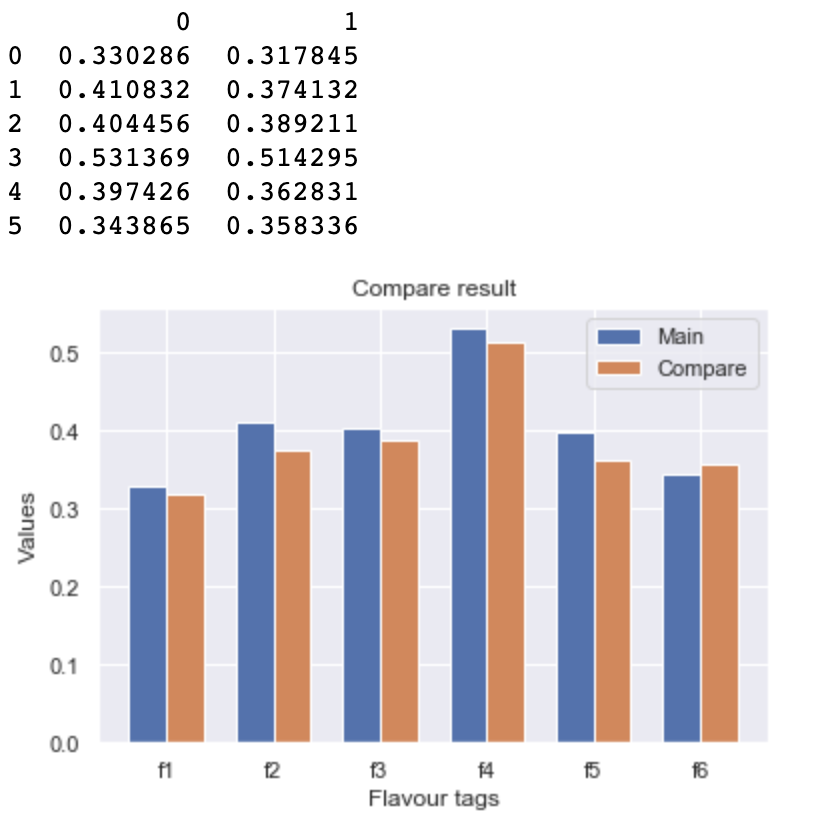 0 1
0 0.330286 0.317845
1 0.410832 0.374132
2 0.404456 0.389211
3 0.531369 0.514295
4 0.397426 0.362831
5 0.343865 0.358336
Compare result
Main
Compare
0.5
0.4
0.3
0.2
0.1
0.0
Values
f1 f2 f3 f4 f5 f6
Flavour tags